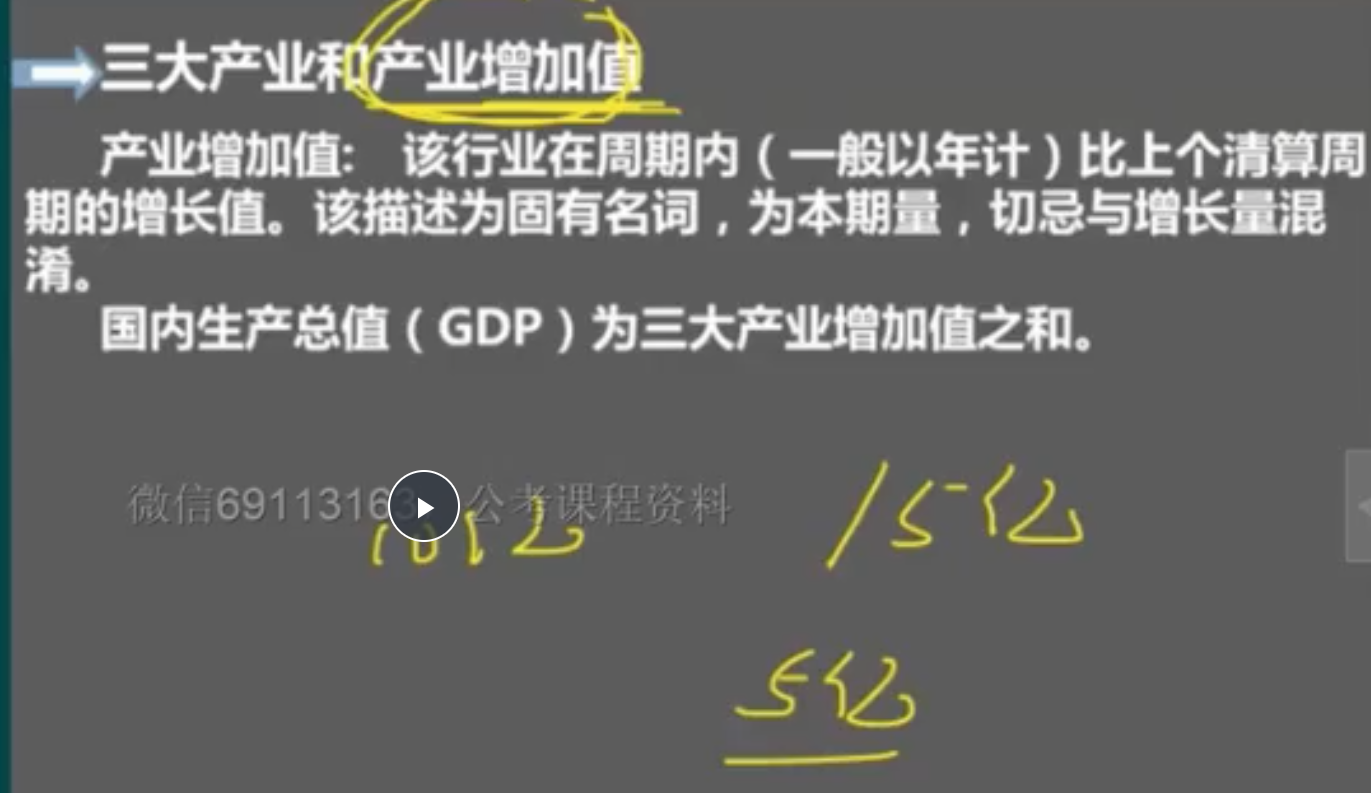 三大产业和产业增加值
产业增加值: 该行业在周期内（一般以年计）比上个清算周
期的增长值。该描述为固有名词，为本期量，切忌与增长量混
淆。
国内生产总值（GDP）为三大产业增加值之和。
微信6911316 公考课程资料
10亿 15亿
5亿